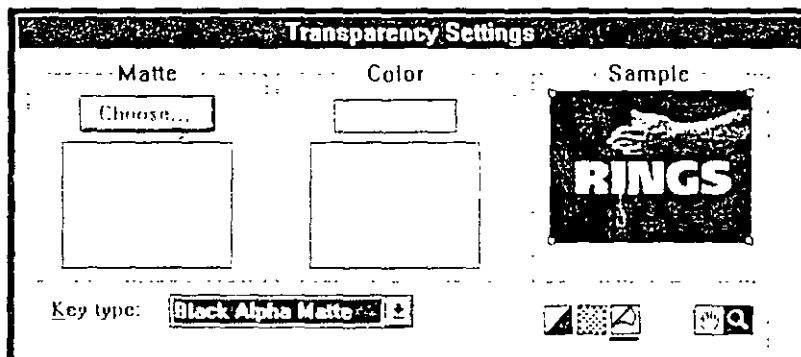 Transparency Settings
Matte
Color
Sample
Choose...
RINGS
Key type:
Black Alpha Matte